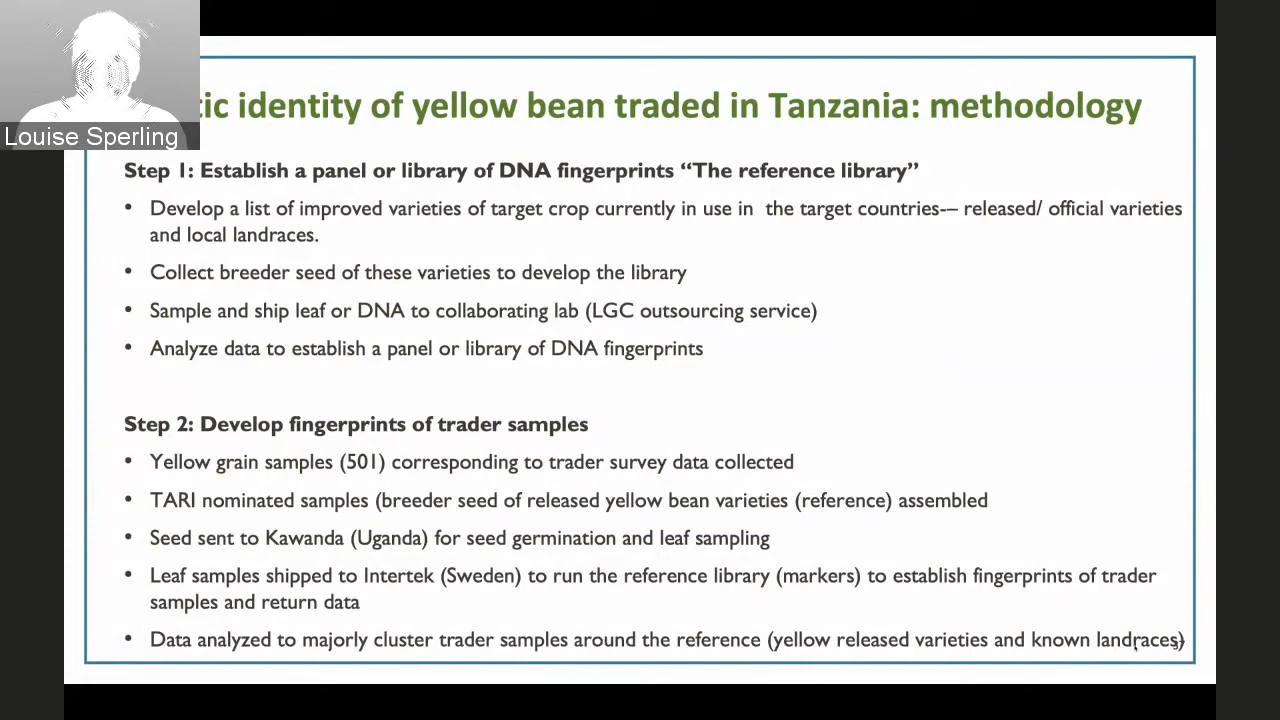 Louise Sperling
tic identity of yellow bean traded in Tanzania: methodology
Step 1: Establish a panel or library of DNA fingerprints “The reference library”
• Develop a list of improved varieties of target crop currently in use in the target countries-– released/ official varieties
and local landraces.
• Collect breeder seed of these varieties to develop the library
• Sample and ship leaf or DNA to collaborating lab (LGC outsourcing service)
• Analyze data to establish a panel or library of DNA fingerprints
Step 2: Develop fingerprints of trader samples
• Yellow grain samples (501) corresponding to trader survey data collected
• TARI nominated samples (breeder seed of released yellow bean varieties (reference) assembled
• Seed sent to Kawanda (Uganda) for seed germination and leaf sampling
• Leaf samples shipped to Intertek (Sweden) to run the reference library (markers) to establish fingerprints of trader
samples and return data
• Data analyzed to majorly cluster trader samples around the reference (yellow released varieties and known landraces)